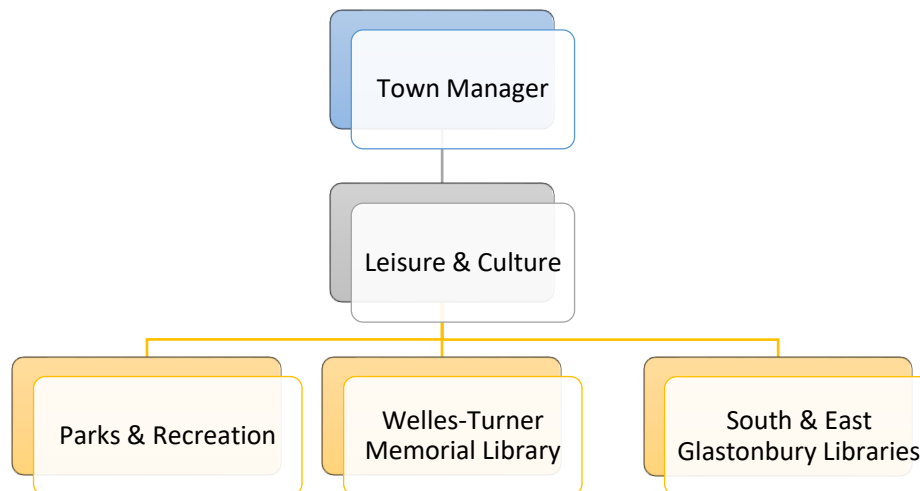 Town Manager
Leisure & Culture
Parks & Recreation
Welles-Turner
Memorial Library
South & East
Glastonbury Libraries